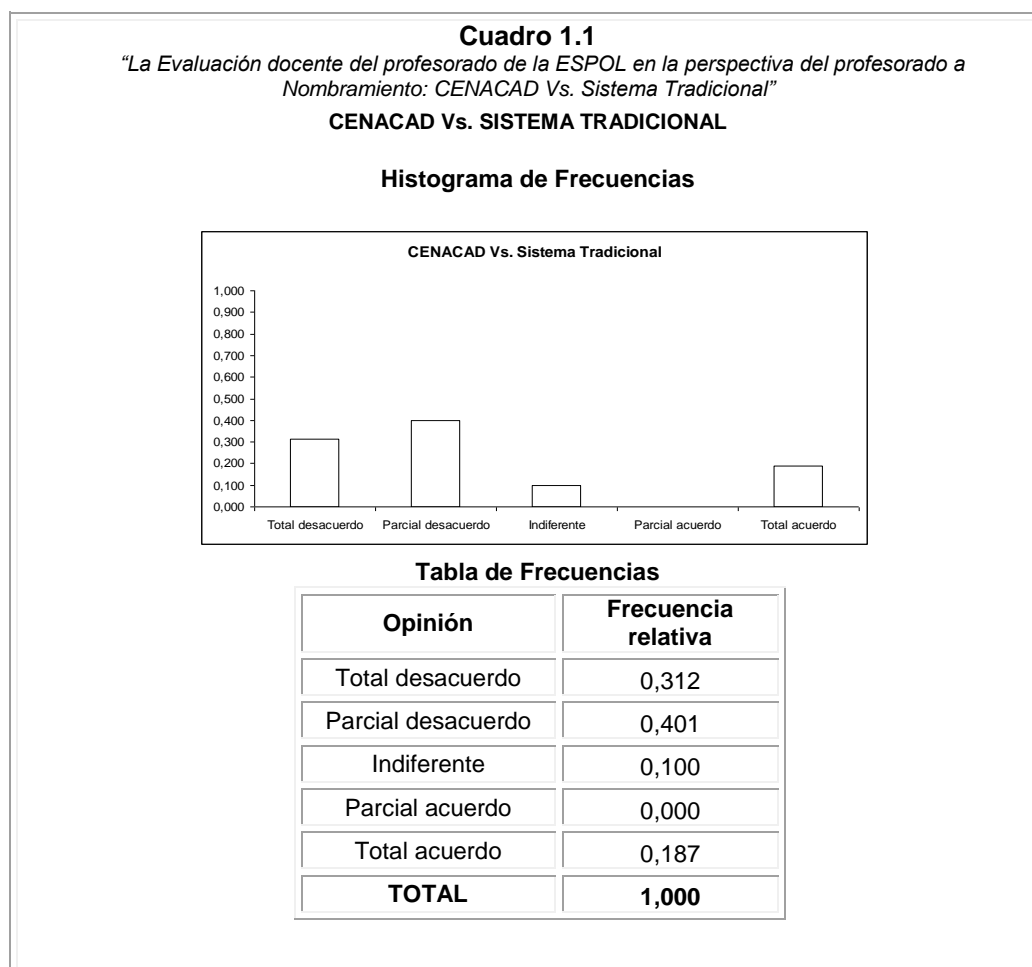 Cuadro 1.1
“La Evaluación docente del profesorado de la ESPOL en la perspectiva del profesorado a
Nombramiento: CENACAD Vs. Sistema Tradicional”
CENACAD Vs. SISTEMA TRADICIONAL
Histograma de Frecuencias
CENACAD Vs. Sistema Tradicional
1,000
0,900
0,800
0,700
0,600
0,500
0,400
0,300
0,200
0,100
0,000
Total desacuerdo Parcial desacuerdo Indiferente Parcial acuerdo Total acuerdo
Tabla de Frecuencias
Opinión Frecuencia
relativa
Total desacuerdo 0,312
Parcial desacuerdo 0,401
Indiferente 0,100
Parcial acuerdo 0,000
Total acuerdo 0,187
TOTAL 1,000